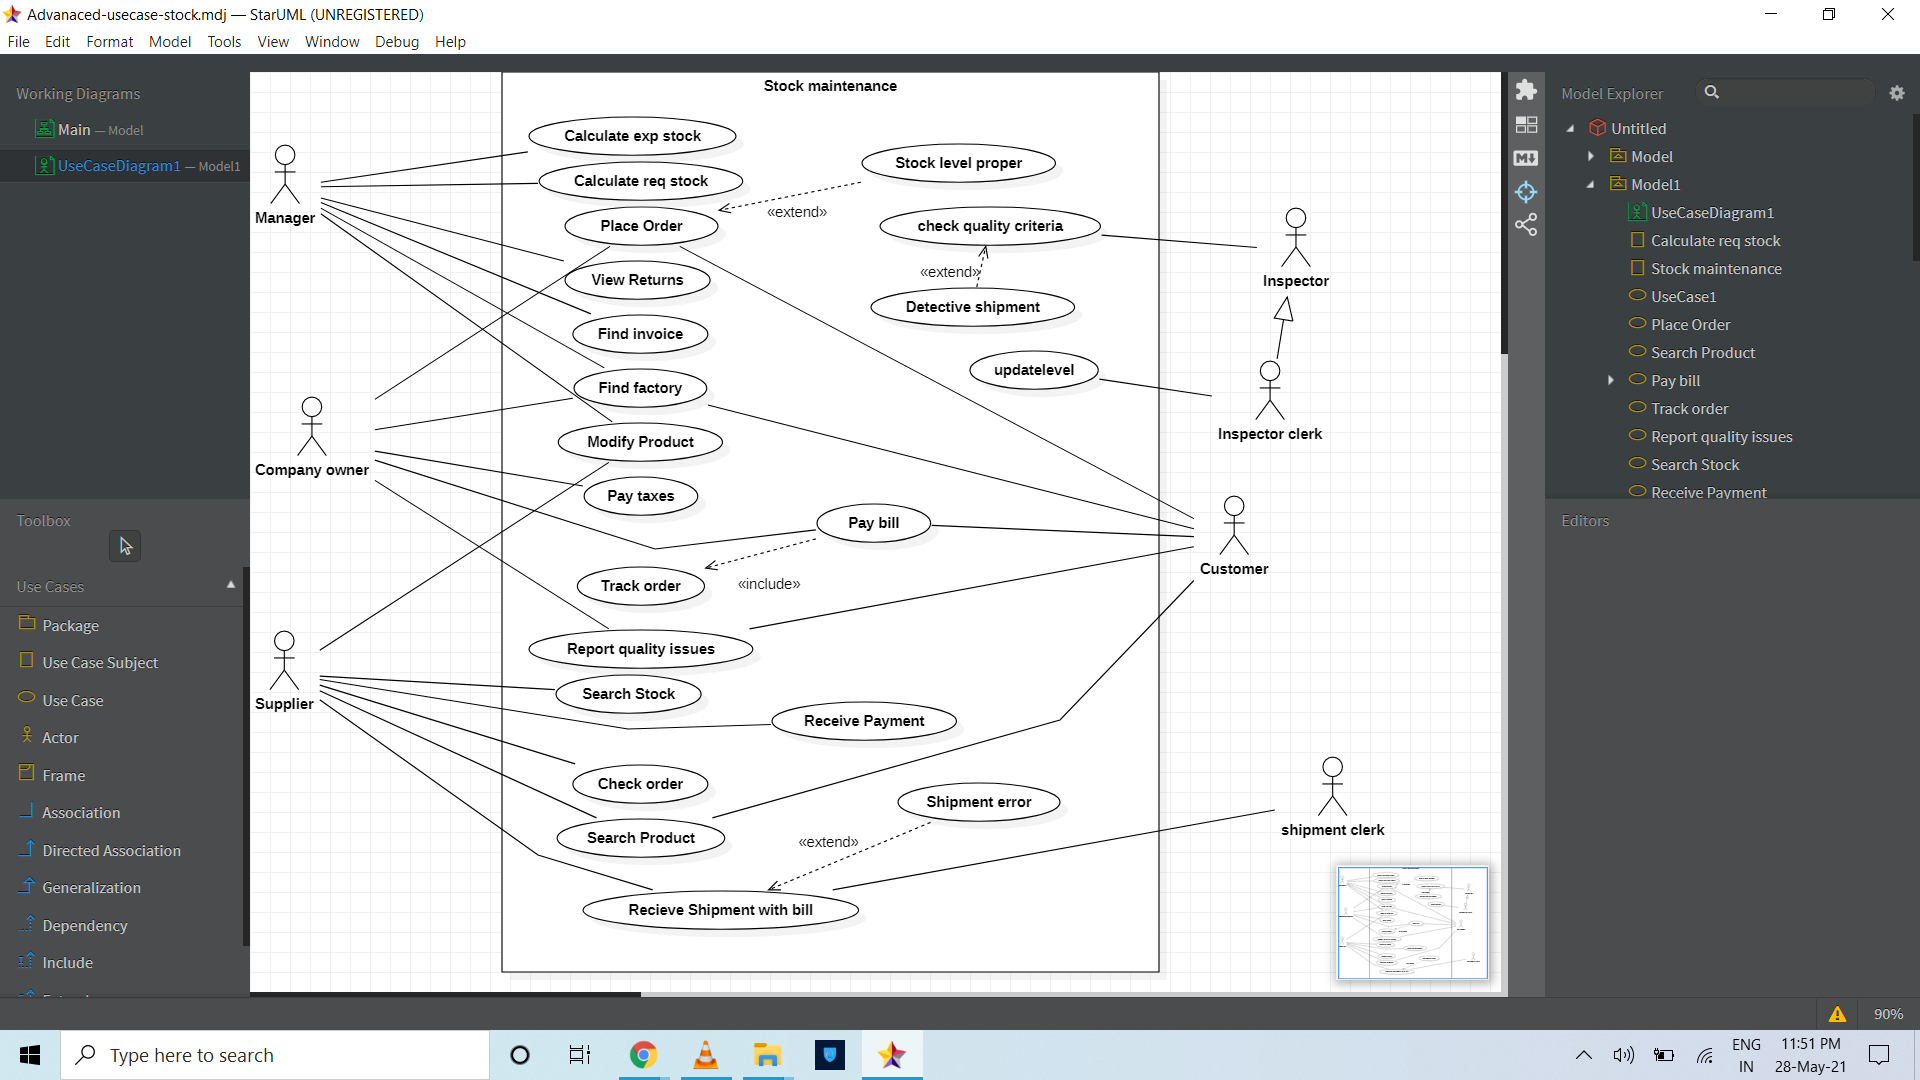 Advanaced-usecase-stock.mdj — StarUML (UNREGISTERED)
File Edit Format Model Tools View Window Debug Help
Working Diagrams
Main — Model
UseCaseDiagram1 — Model1
Toolbox
Use Cases
Package
Use Case Subject
Use Case
Actor
Frame
Association
Directed Association
Generalization
Dependency
Include
Stock maintenance
Calculate exp stock
Calculate req stock
Place Order
View Returns
Find invoice
Find factory
Modify Product
Pay taxes
Track order
Report quality issues
Search Stock
Check order
Search Product
Recieve Shipment with bill
Stock level proper
«extend»
check quality criteria
«extend»
Detective shipment
updatelevel
Pay bill
«include»
Receive Payment
Shipment error
«extend»
Manager
Company owner
Supplier
Inspector
Inspector clerk
Customer
shipment clerk
Model Explorer
Untitled
Model
Model1
UseCaseDiagram1
Calculate req stock
Stock maintenance
UseCase1
Place Order
Search Product
Pay bill
Track order
Report quality issues
Search Stock
Receive Payment
Editors
90%
Type here to search
ENG
IN
11:51 PM
28-May-21